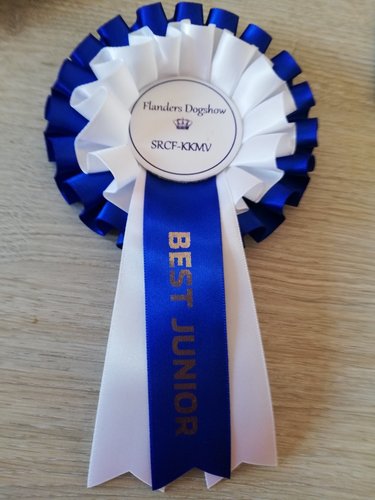 Flanders Dogshow
SRCF-KKMV
BEST JUNIOR